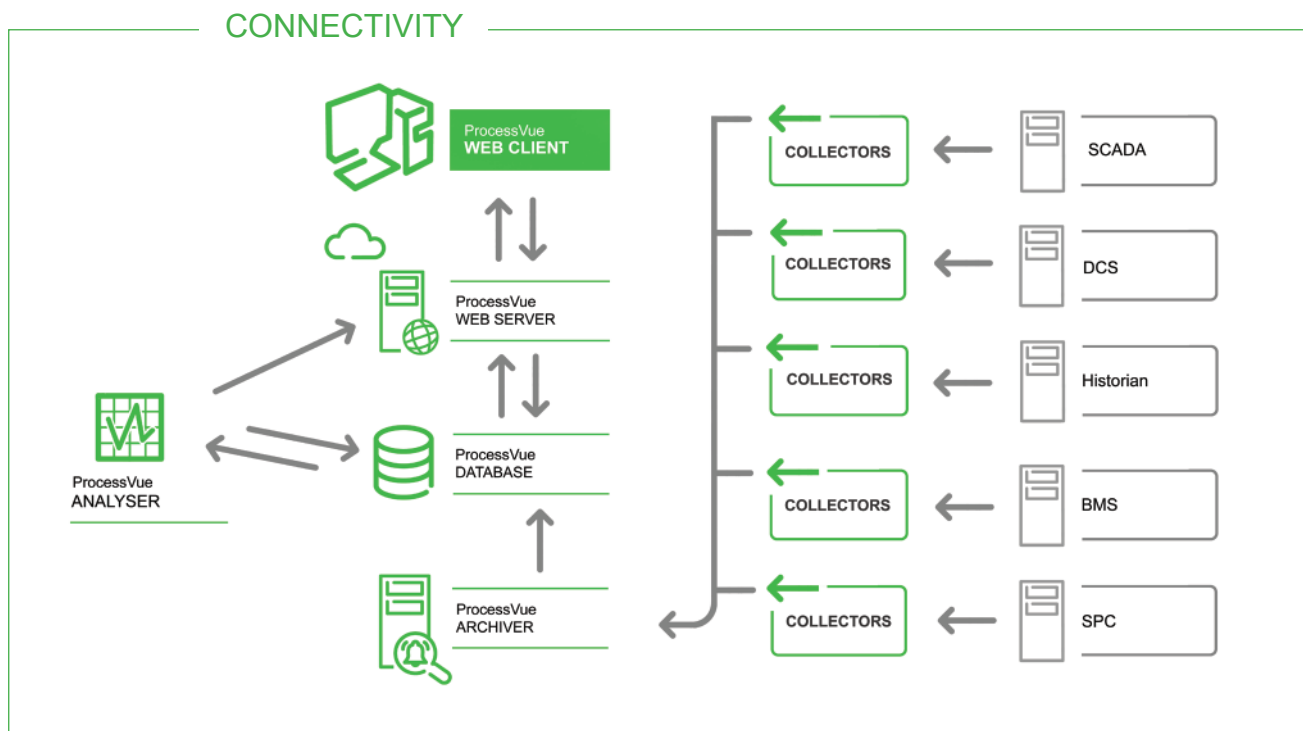 CONNECTIVITY
ProcessVue
WEB CLIENT
ProcessVue
WEB SERVER
ProcessVue
ANALYSER
ProcessVue
DATABASE
ProcessVue
ARCHIVER
COLLECTORS
SCADA
COLLECTORS
DCS
COLLECTORS
Historian
COLLECTORS
BMS
COLLECTORS
SPC